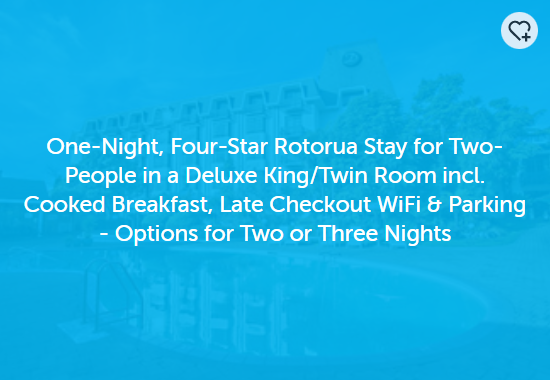 One-Night, Four-Star Rotorua Stay for Two-
People in a Deluxe King/Twin Room incl.
Cooked Breakfast, Late Checkout WiFi & Parking
- Options for Two or Three Nights